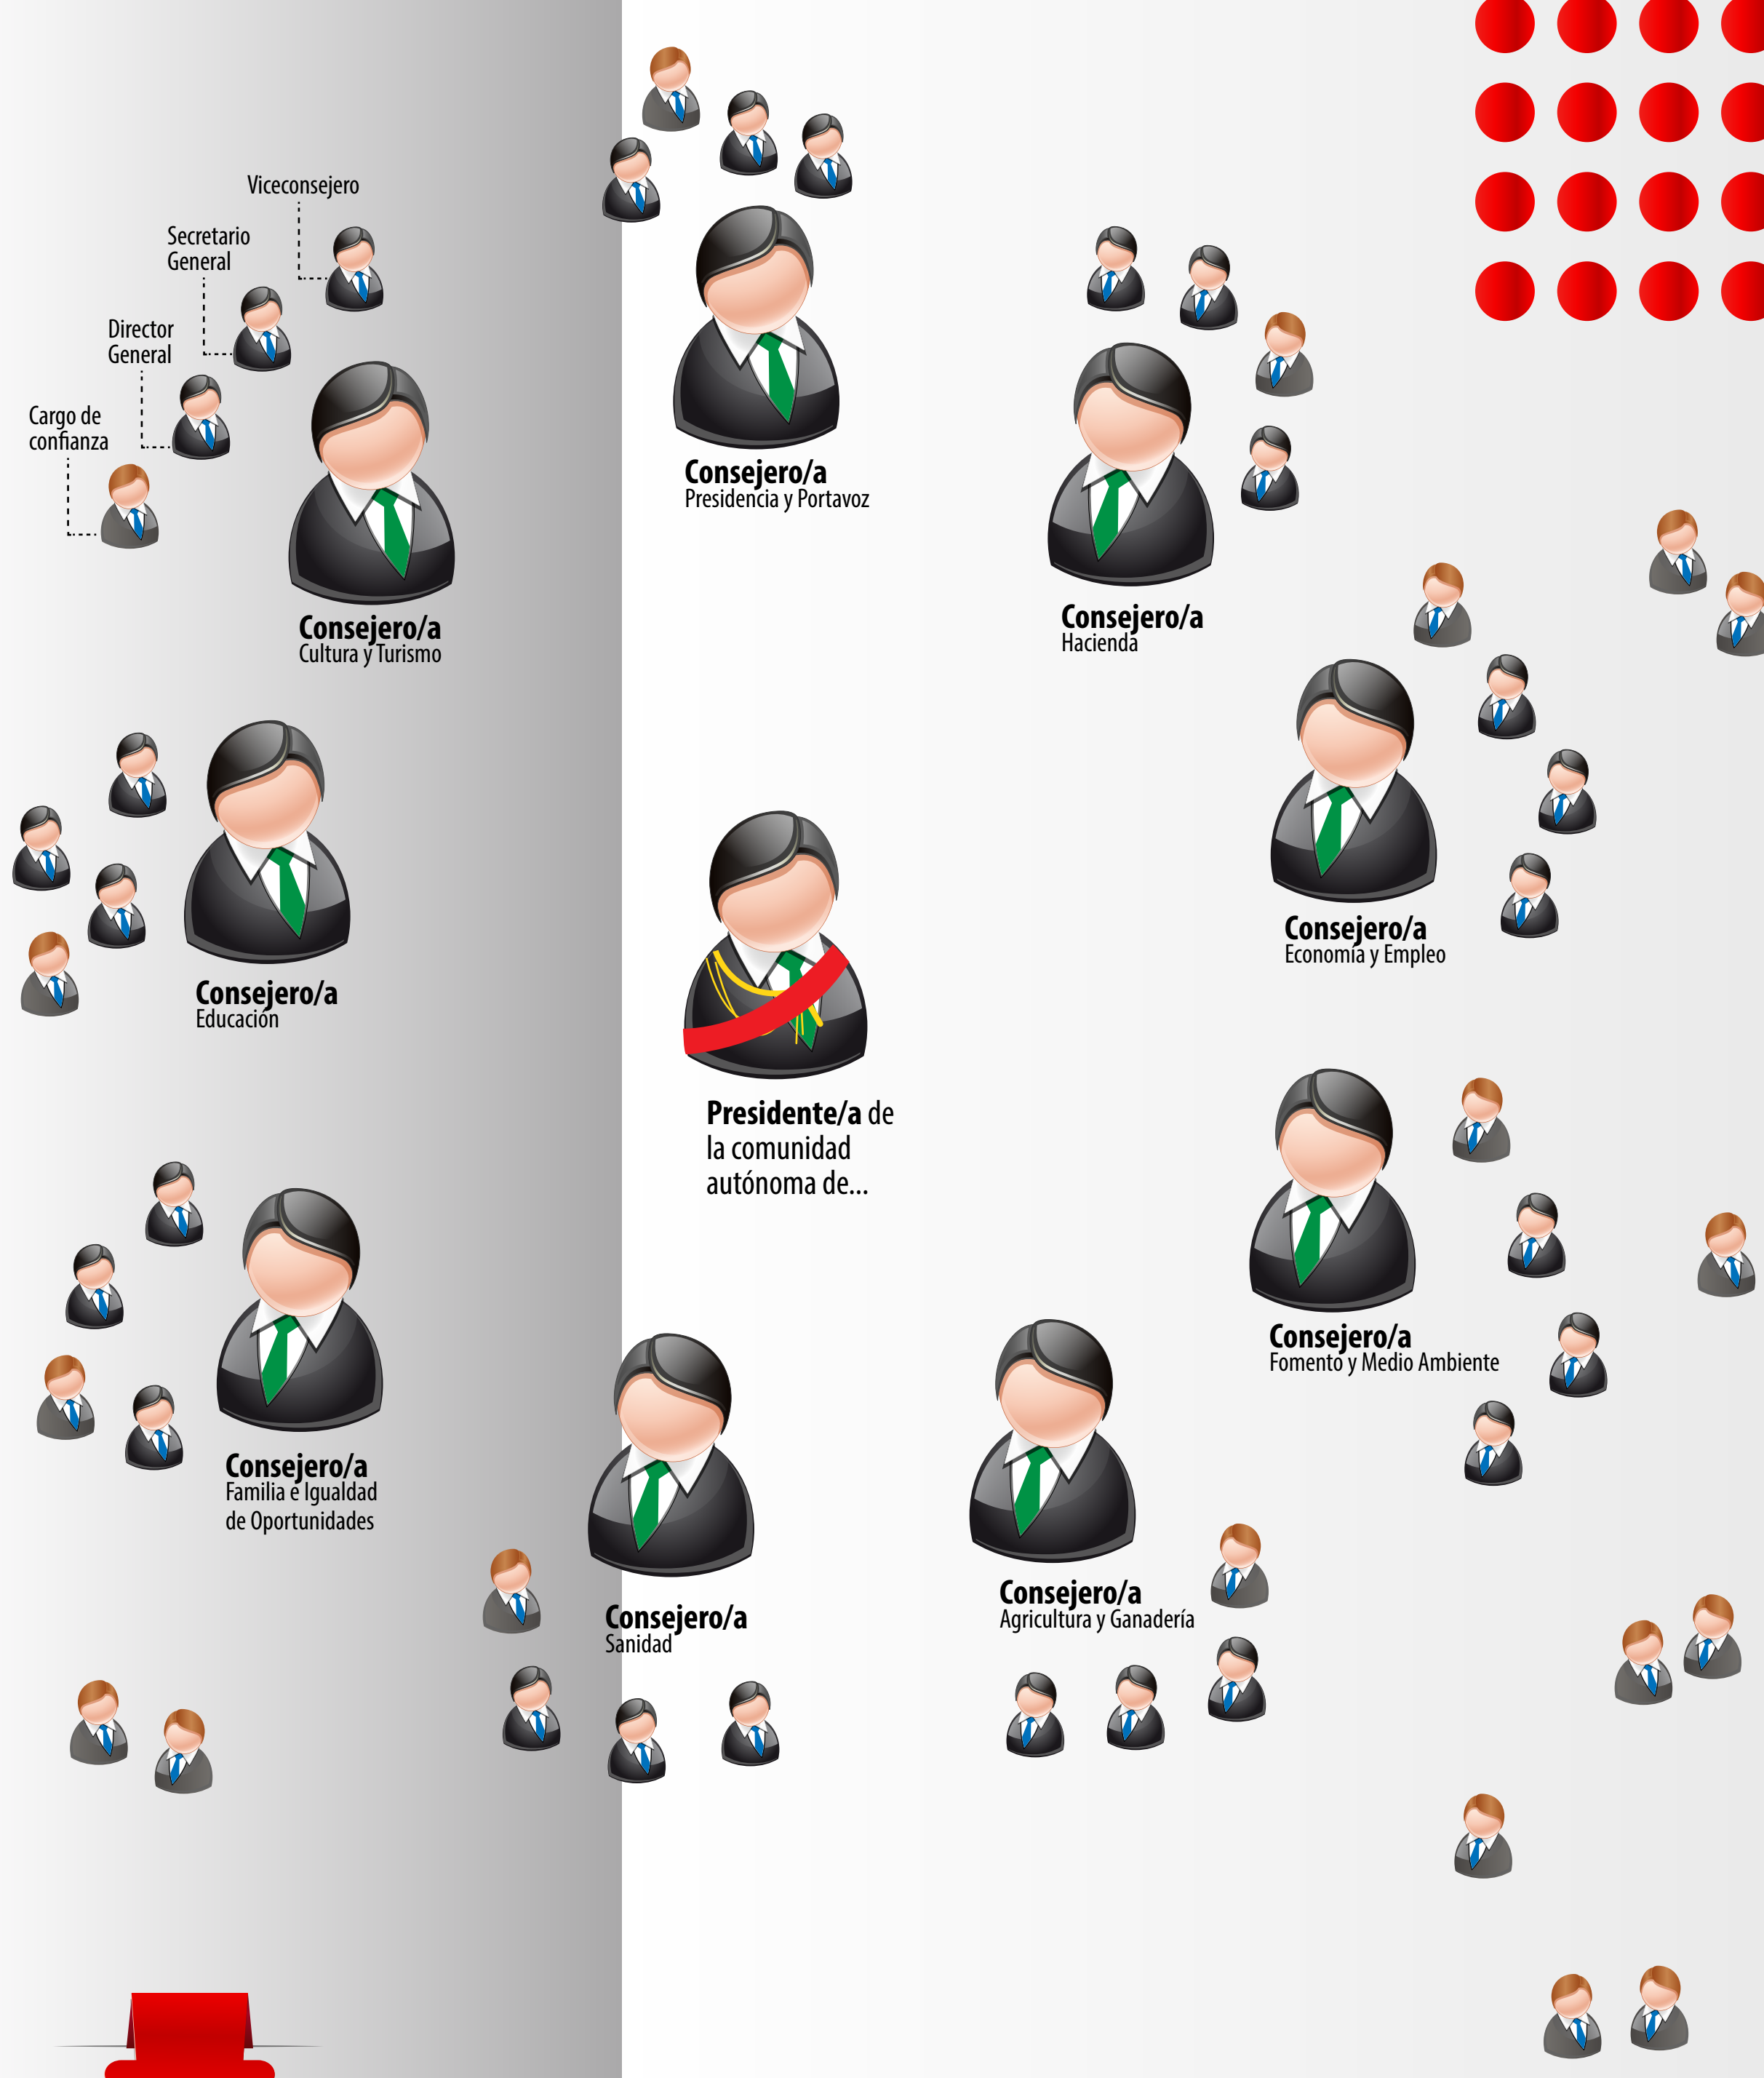 Viceconsejero
Secretario
General
Director
General
Cargo de
confianza
Consejero/a
Cultura y Turismo
Consejero/a
Presidencia y Portavoz
Consejero/a
Hacienda
Consejero/a
Educación
Consejero/a
Economía y Empleo
Presidente/a de
la comunidad
autónoma de...
Consejero/a
Fomento y Medio Ambiente
Consejero/a
Familia e Igualdad
de Oportunidades
Consejero/a
Sanidad
Consejero/a
Agricultura y Ganadería